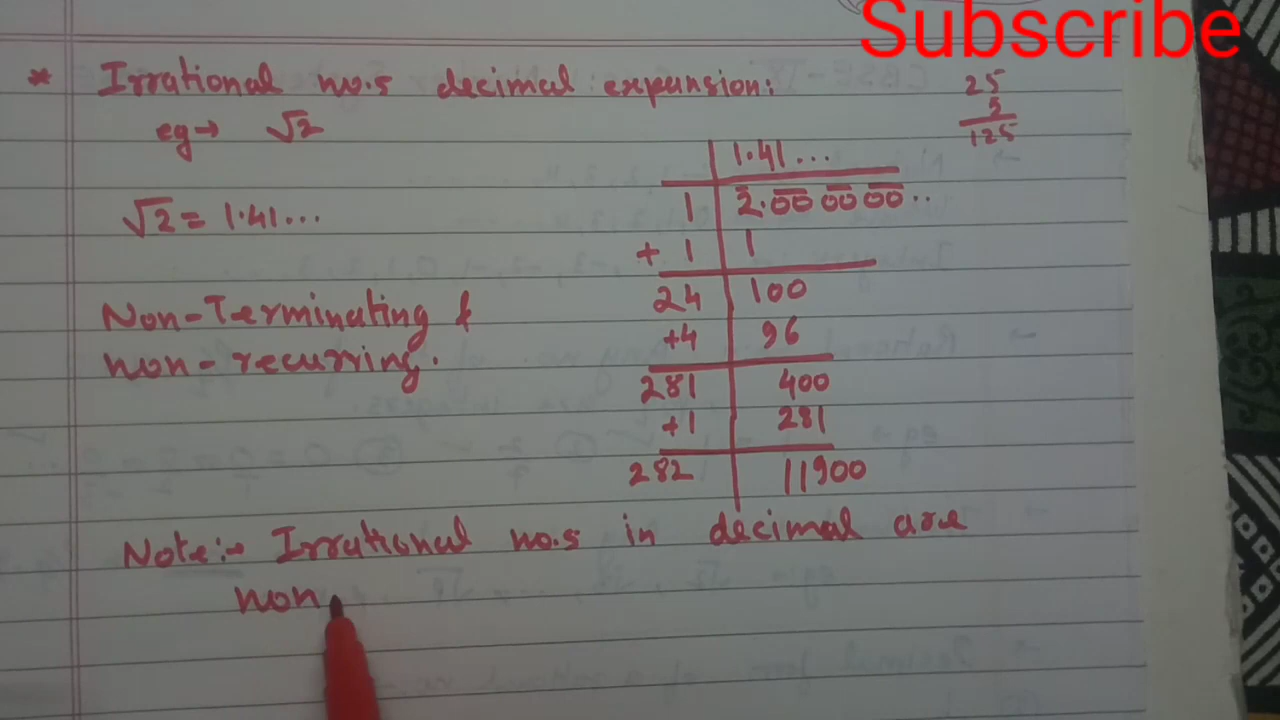 Subscribe
* Irrational no.s decimal expansion:
eg→ √2
25
5
125
√2 = 1.41...
1.41...
1 2.00 00 00..
+ 1 1
24 100
+4 96
281 400
+1 281
282 11900
Non-Terminating &
non-recurring.
Note:→ Irrational no.s in decimal are
non